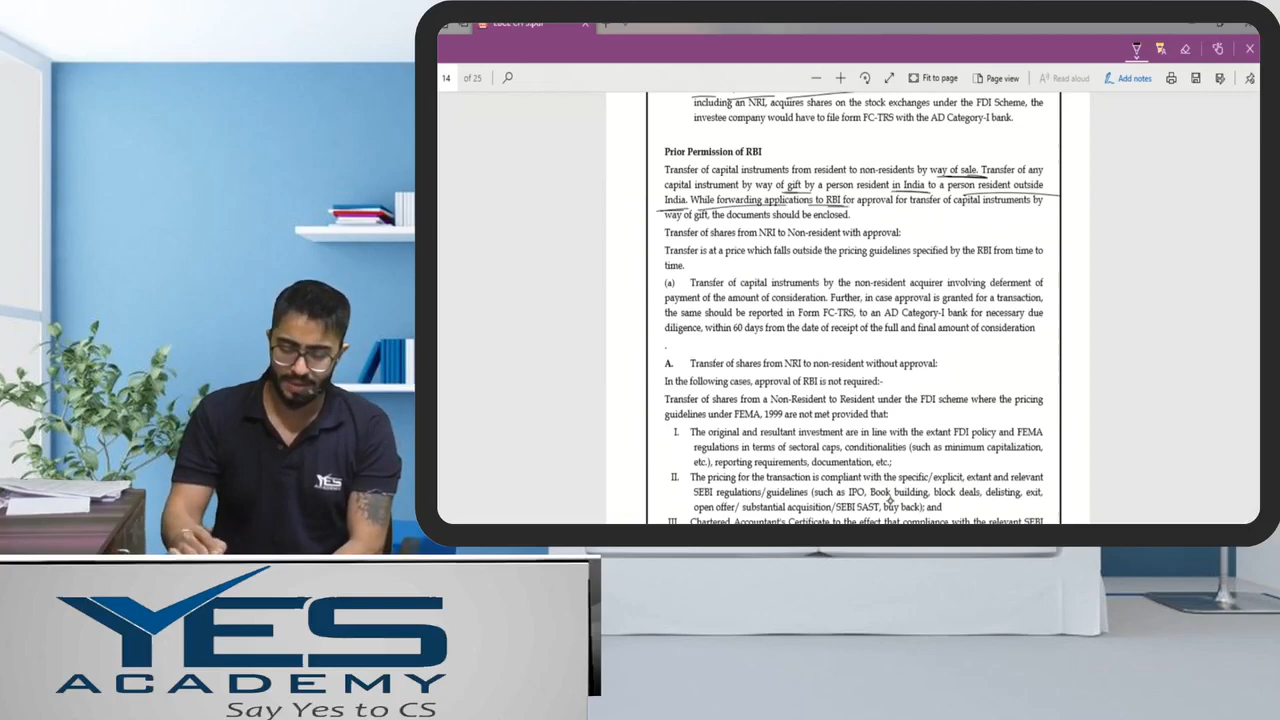 14 of 25
Fit to page
Page view
Read aloud
Add notes
including an NRI, acquires shares on the stock exchanges under the FDI Scheme, the
investee company would have to file form FC-TRS with the AD Category-I bank.
Prior Permission of RBI
Transfer of capital instruments from resident to non-residents by way of sale. Transfer of any
capital instrument by way of gift by a person resident in India to a person resident outside
India. While forwarding applications to RBI for approval for transfer of capital instruments by
way of gift, the documents should be enclosed.
Transfer of shares from NRI to Non-resident with approval:
Transfer is at a price which falls outside the pricing guidelines specified by the RBI from time to
time.
(a) Transfer of capital instruments by the non-resident acquirer involving deferment of
payment of the amount of consideration. Further, in case approval is granted for a transaction,
the same should be reported in Form FC-TRS, to an AD Category-I bank for necessary due
diligence, within 60 days from the date of receipt of the full and final amount of consideration
.
A. Transfer of shares from NRI to non-resident without approval:
In the following cases, approval of RBI is not required:-
Transfer of shares from a Non-Resident to Resident under the FDI scheme where the pricing
guidelines under FEMA, 1999 are not met provided that:
I. The original and resultant investment are in line with the extant FDI policy and FEMA
regulations in terms of sectoral caps, conditionalities (such as minimum capitalization,
etc.), reporting requirements, documentation, etc.;
II. The pricing for the transaction is compliant with the specific/explicit, extant and relevant
SEBI regulations/guidelines (such as IPO, Book building, block deals, delisting, exit,
open offer/ substantial acquisition/SEBI SAST, buy back); and
III. Chartered Accountant's Certificate to the effect that compliance with the relevant SEBI
YES
YES
ACADEMY
Say Yes to CS